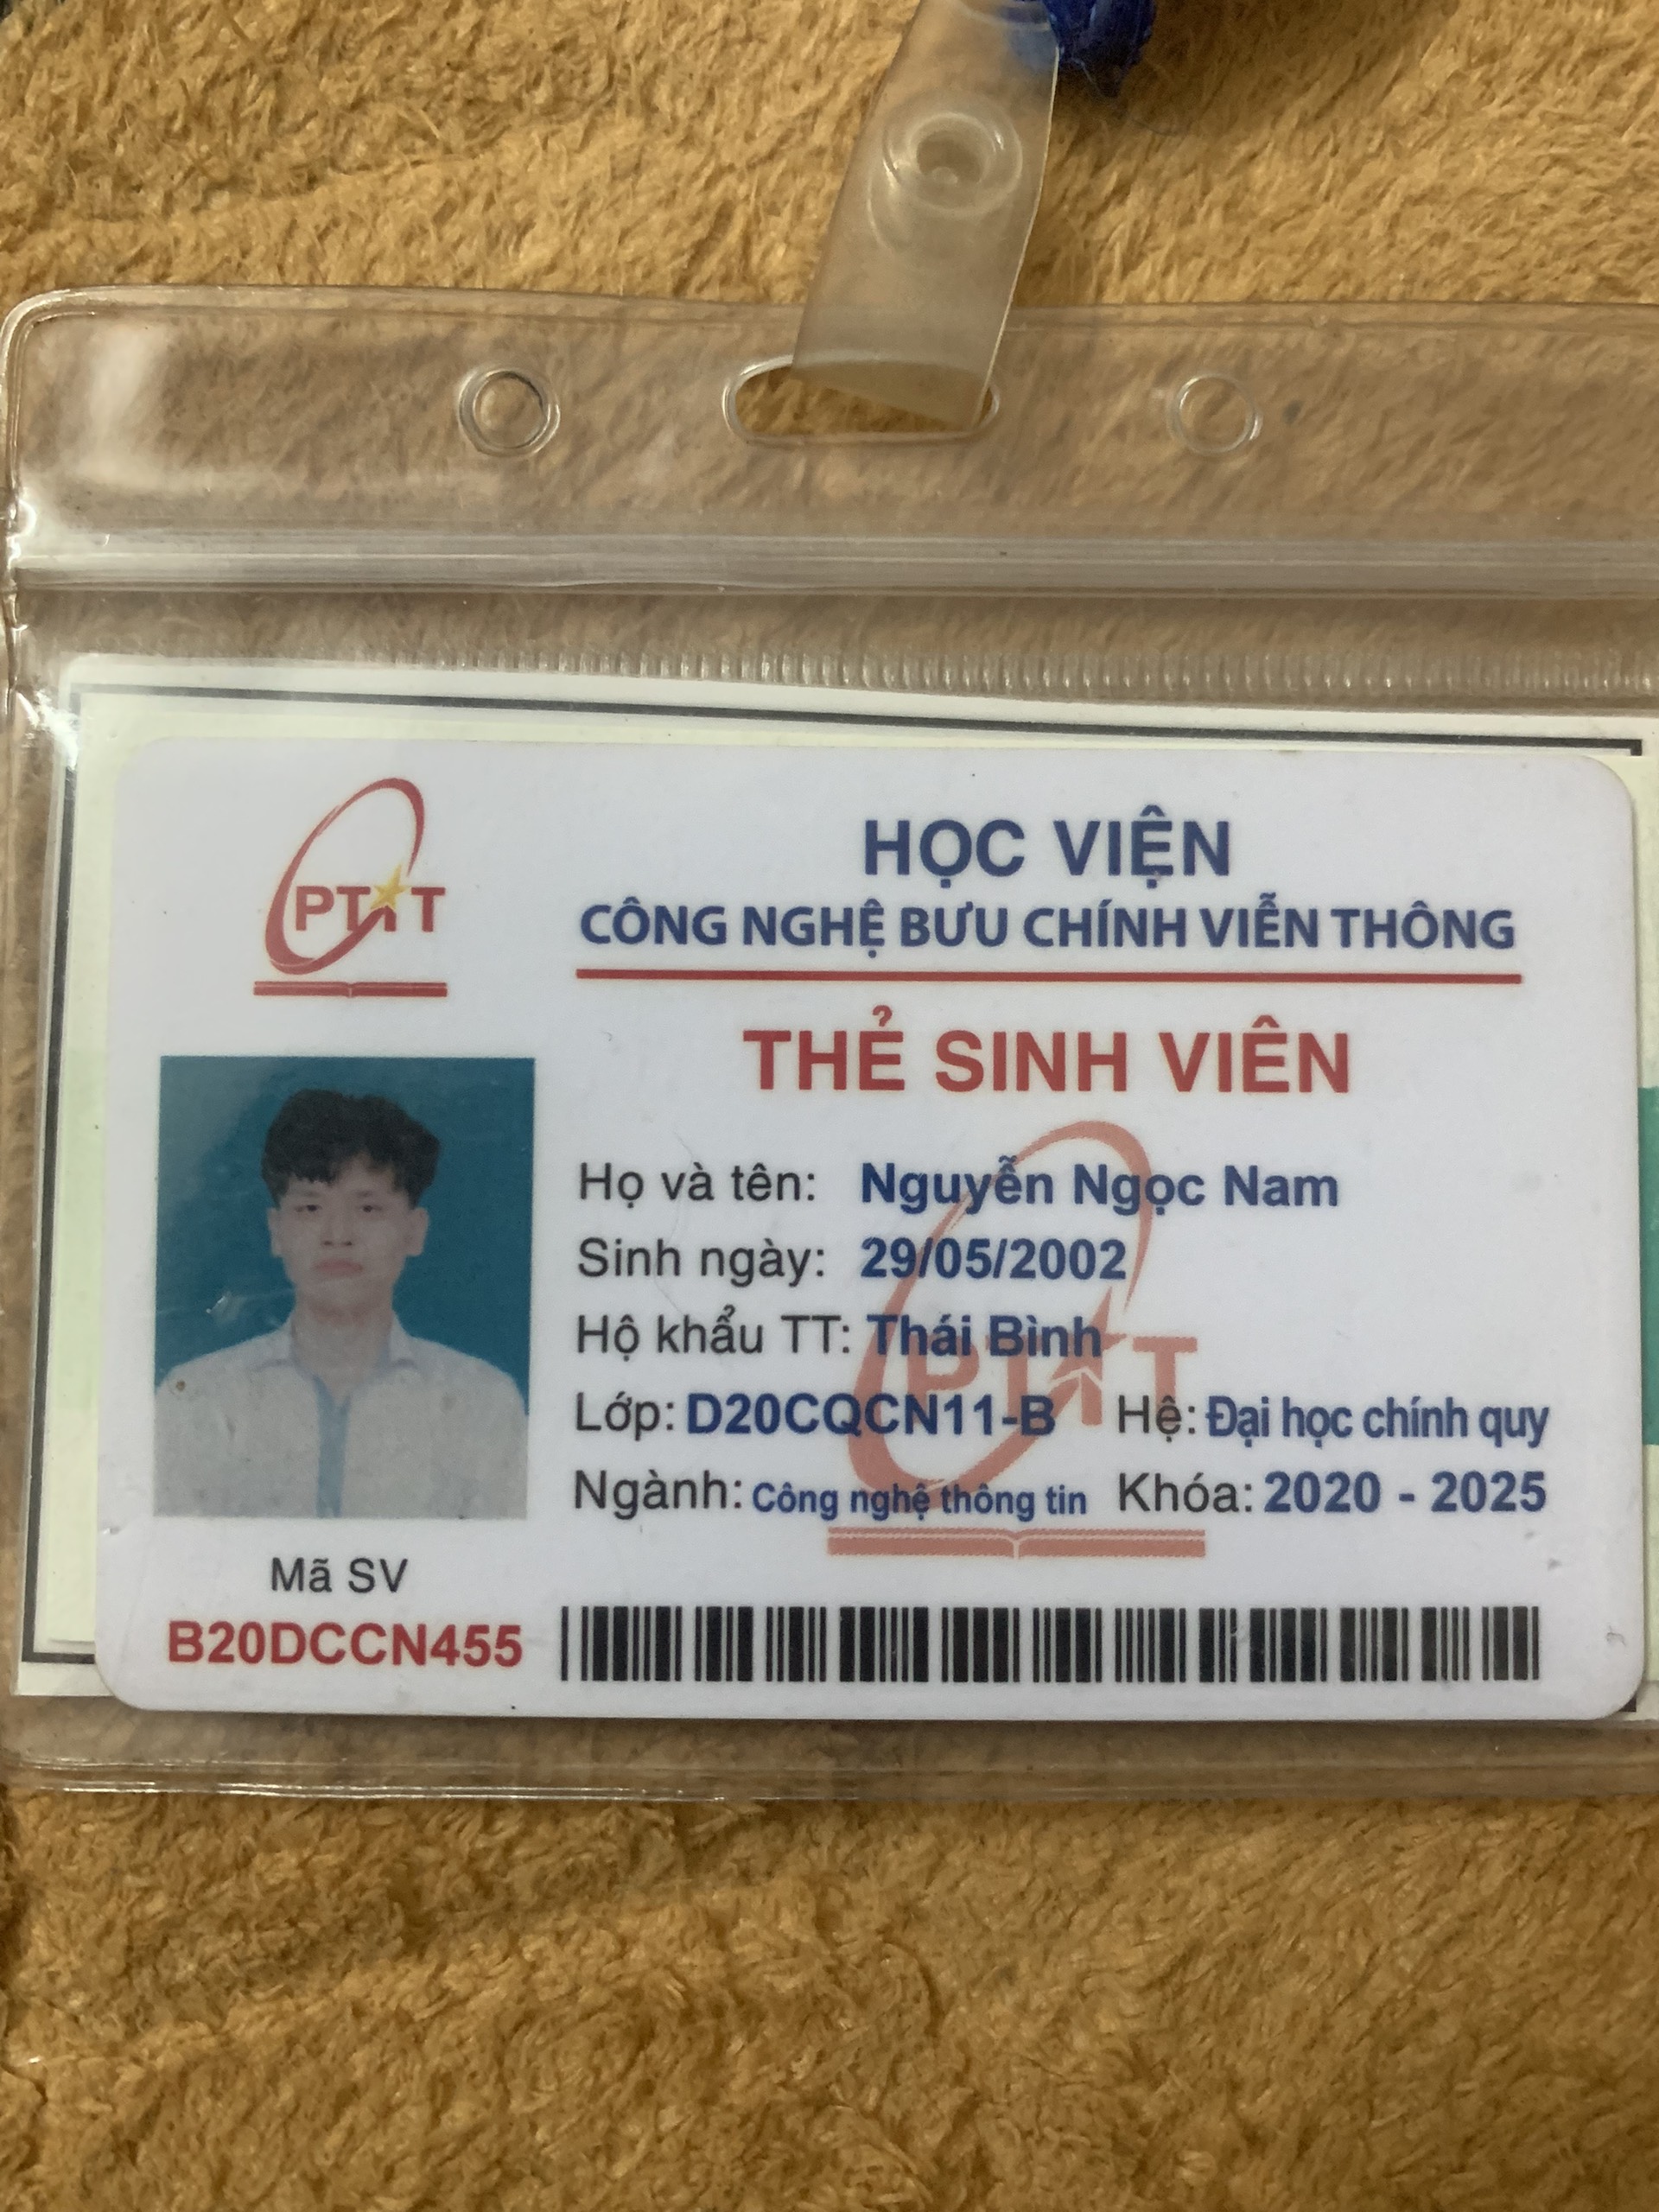 PTIT
HỌC VIỆN
CÔNG NGHỆ BƯU CHÍNH VIỄN THÔNG
THẺ SINH VIÊN
Họ và tên: Nguyễn Ngọc Nam
Sinh ngày: 29/05/2002
Hộ khẩu TT: Thái Bình
Lớp: D20CQCN11-B Hệ: Đại học chính quy
Ngành: Công nghệ thông tin Khóa: 2020 - 2025
PTIT
Mã SV
B20DCCN455